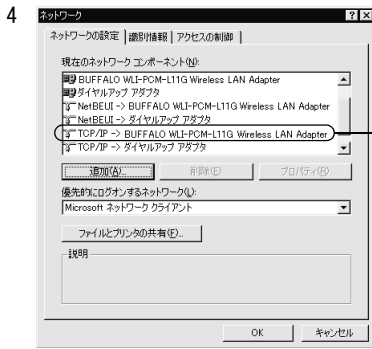 4
ネットワーク
ネットワークの設定 識別情報 アクセスの制御
現在のネットワーク コンポーネント(N):
BUFFALO WLI-PCM-L11G Wireless LAN Adapter
ダイヤルアップ アダプタ
NetBEUI -> BUFFALO WLI-PCM-L11G Wireless LAN Adapter
NetBEUI -> ダイヤルアップ アダプタ
TCP/IP -> BUFFALO WLI-PCM-L11G Wireless LAN Adapter
TCP/IP -> ダイヤルアップ アダプタ
追加(A)... 削除(E) プロパティ(R)
優先的にログオンするネットワーク(L):
Microsoft ネットワーク クライアント
ファイルとプリンタの共有(F)...
説明
OK キャンセル